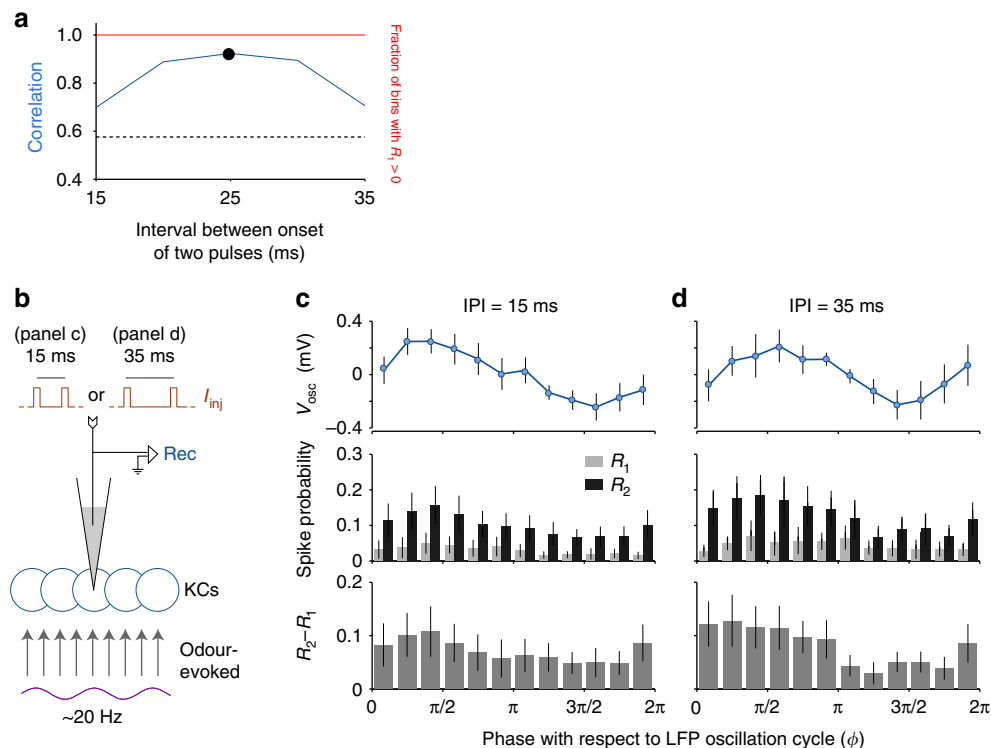 a
1.0
0.8
0.6
0.4
15
25
35
Correlation
Fraction of bins with R1 > 0
Interval between onset
of two pulses (ms)
b
(panel c)
15 ms
(panel d)
35 ms
or
Iinj
Rec
KCs
Odour-
evoked
~20 Hz
c
IPI = 15 ms
d
IPI = 35 ms
0.4
0
−0.4
Vosc (mV)
0.3
0.2
0.1
0
Spike probability
R1
R2
0.2
0.1
0
R2−R1
0
π/2
π
3π/2
2π
0
π/2
π
3π/2
2π
Phase with respect to LFP oscillation cycle (ϕ)